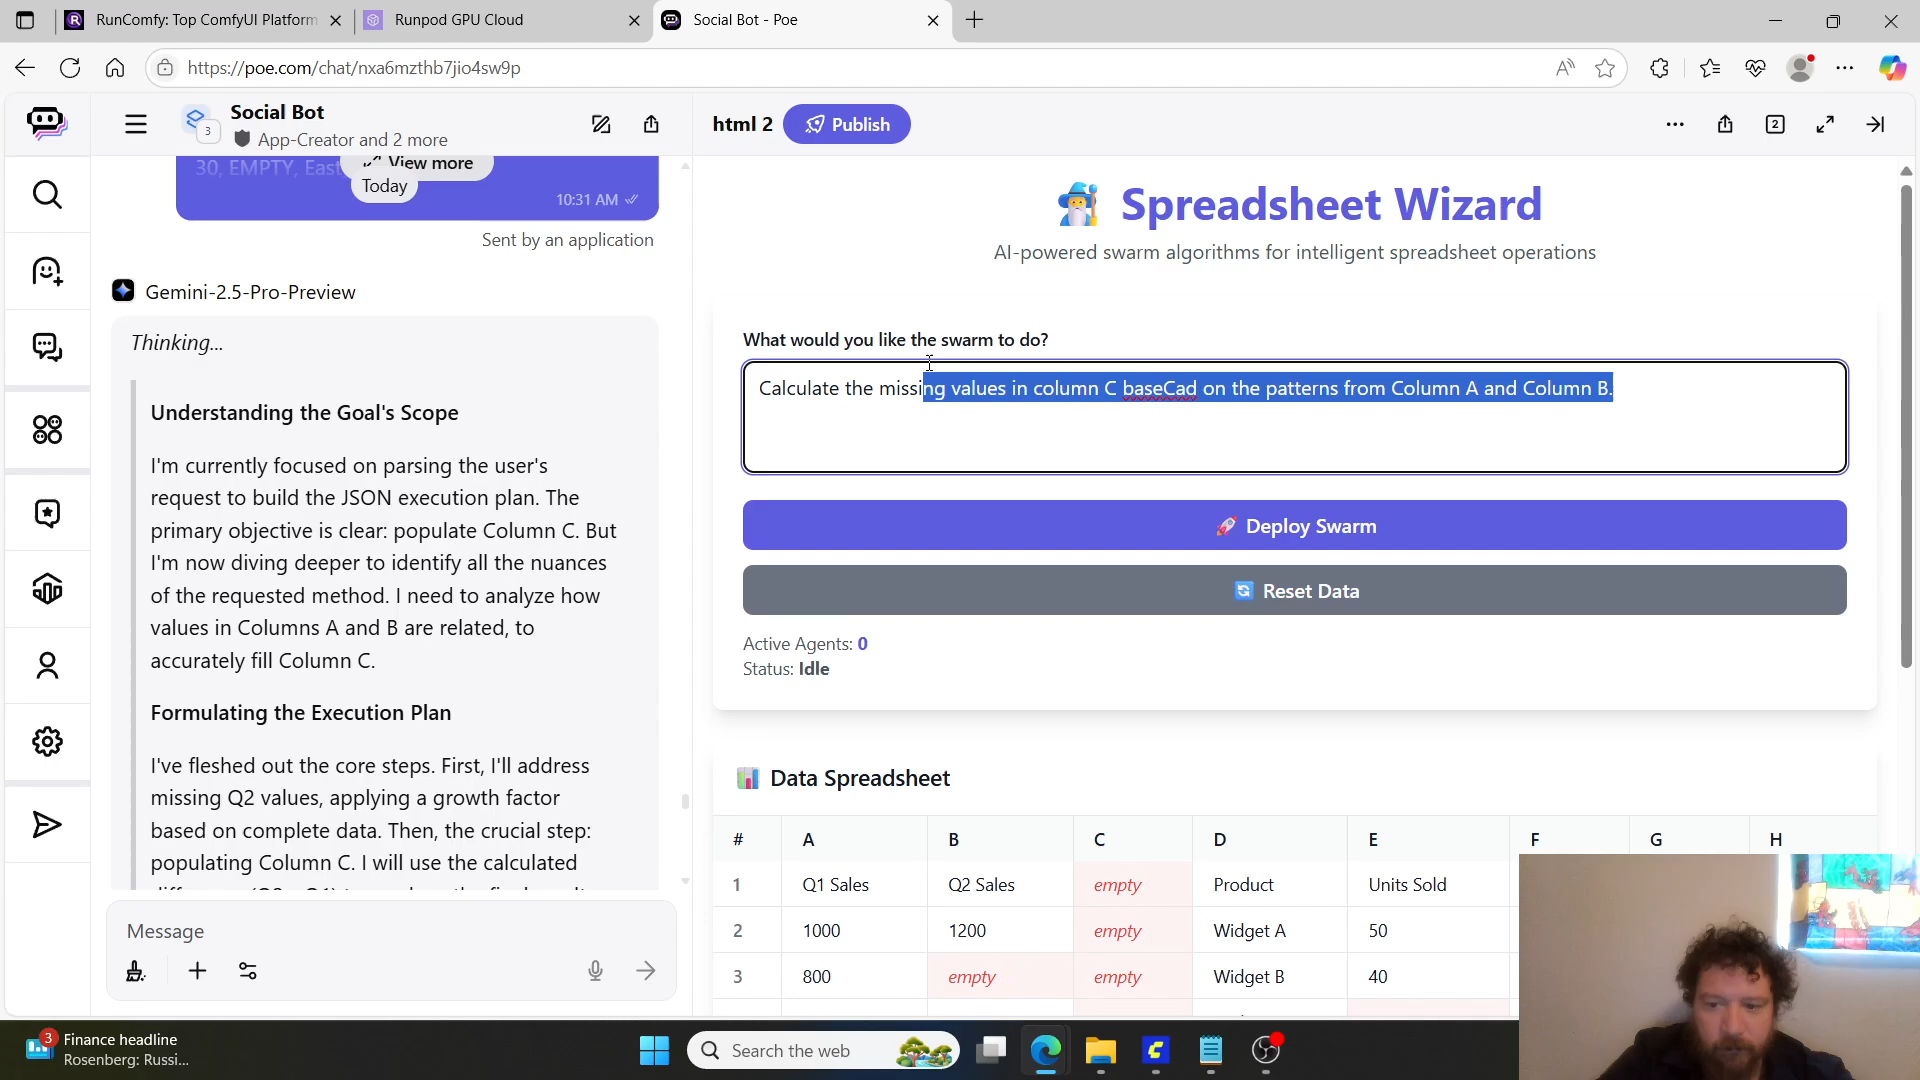 RunComfy: Top ComfyUI Platform
Runpod GPU Cloud
Social Bot - Poe
https://poe.com/chat/nxa6mzthb7jio4sw9p
3
Social Bot
App-Creator and 2 more
30, EMPTY, East
View more
Today
10:31 AM
Sent by an application
Gemini-2.5-Pro-Preview
Thinking...
Understanding the Goal's Scope
I'm currently focused on parsing the user's
request to build the JSON execution plan. The
primary objective is clear: populate Column C. But
I'm now diving deeper to identify all the nuances
of the requested method. I need to analyze how
values in Columns A and B are related, to
accurately fill Column C.
Formulating the Execution Plan
I've fleshed out the core steps. First, I'll address
missing Q2 values, applying a growth factor
based on complete data. Then, the crucial step:
populating Column C. I will use the calculated
Message
html 2
Publish
2
Spreadsheet Wizard
AI-powered swarm algorithms for intelligent spreadsheet operations
What would you like the swarm to do?
Calculate the missing values in column C baseCad on the patterns from Column A and Column B.
Deploy Swarm
Reset Data
Active Agents: 0
Status: Idle
Data Spreadsheet
# A B C D E F G H
1 Q1 Sales Q2 Sales empty Product Units Sold
2 1000 1200 empty Widget A 50
3 800 empty empty Widget B 40
3
Finance headline
Rosenberg: Russi...
Search the web